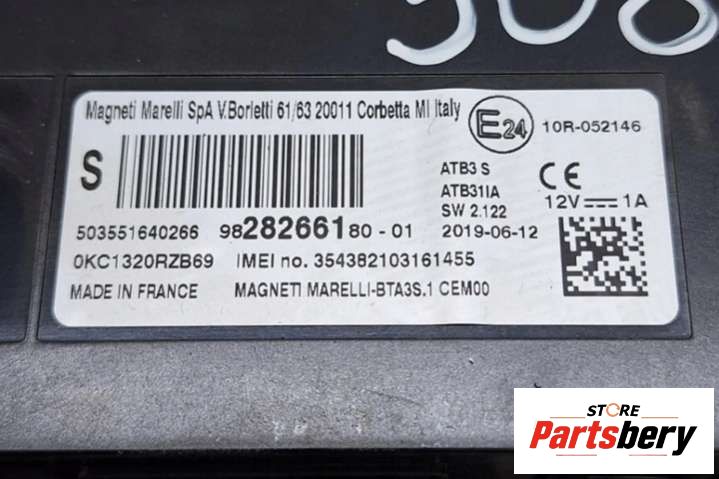 308
Magneti Marelli SpA V.Borletti 61/63 20011 Corbetta MI Italy
E24
10R-052146
S
ATB3 S
ATB31IA
SW 2.122
2019-06-12
CE
12V 1A
503551640266
9828266180-01
0KC1320RZB69
IMEI no. 354382103161455
MADE IN FRANCE
MAGNETI MARELLI-BTA3S.1 CEM00
STORE
Partsbery